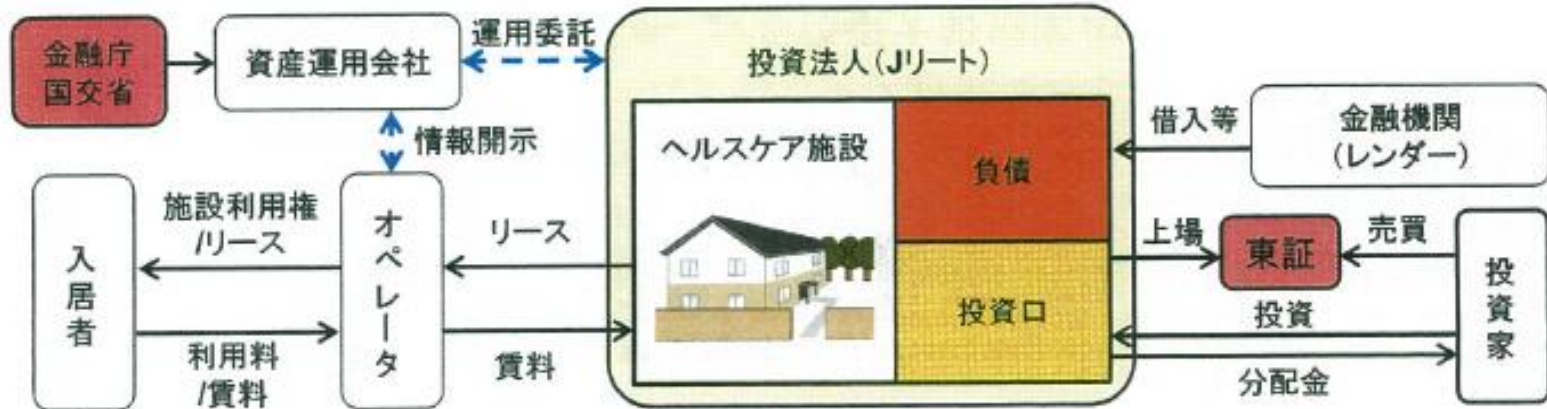 金融庁
国交省
資産運用会社
運用委託
投資法人(Jリート)
情報開示
ヘルスケア施設
負債
投資口
借入等
金融機関
(レンダー)
入居者
施設利用権
/リース
利用料
/賃料
オペレータ
リース
賃料
上場
東証
売買
投資
分配金
投資家